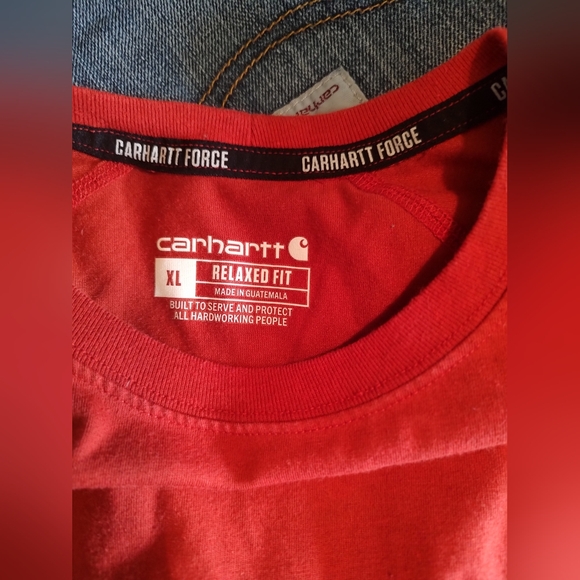 carhartt
CARHARTT FORCE
CARHARTT FORCE
carhartt
XL
RELAXED FIT
MADE IN GUATEMALA
BUILT TO SERVE AND PROTECT
ALL HARDWORKING PEOPLE